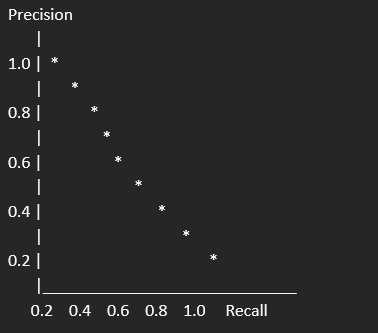 Precision
|
1.0 | *
| *
0.8 | *
| *
0.6 | *
| *
0.4 | *
| *
0.2 | *
|______________________________
0.2 0.4 0.6 0.8 1.0 Recall